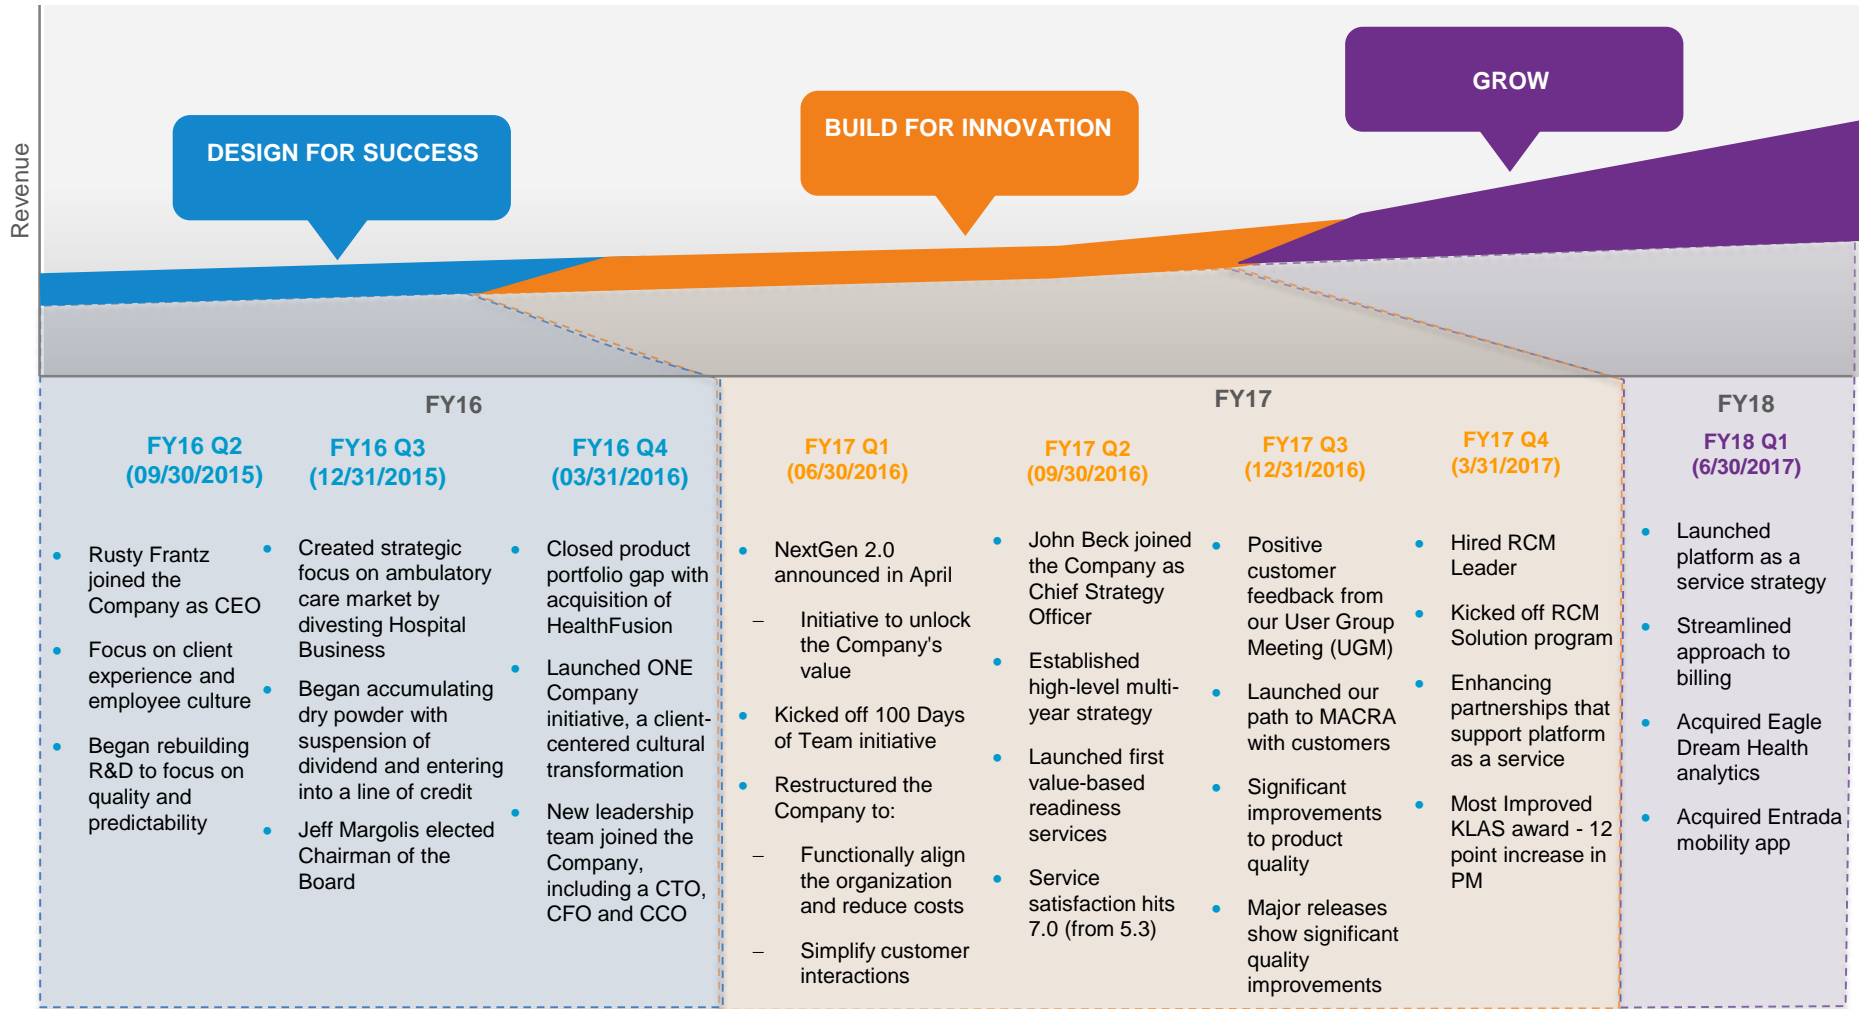 Revenue
DESIGN FOR SUCCESS
BUILD FOR INNOVATION
GROW
FY16
FY16 Q2
(09/30/2015)
• Rusty Frantz
joined the
Company as CEO
• Focus on client
experience and
employee culture
• Began rebuilding
R&D to focus on
quality and
predictability
FY16 Q3
(12/31/2015)
• Created strategic
focus on ambulatory
care market by
divesting Hospital
Business
• Began accumulating
dry powder with
suspension of
dividend and entering
into a line of credit
• Jeff Margolis elected
Chairman of the
Board
FY16 Q4
(03/31/2016)
• Closed product
portfolio gap with
acquisition of
HealthFusion
• Launched ONE
Company
initiative, a client-
centered cultural
transformation
• New leadership
team joined the
Company,
including a CTO,
CFO and CCO
FY17
FY17 Q1
(06/30/2016)
• NextGen 2.0
announced in April
– Initiative to unlock
the Company's
value
• Kicked off 100 Days
of Team initiative
• Restructured the
Company to:
– Functionally align
the organization
and reduce costs
– Simplify customer
interactions
FY17 Q2
(09/30/2016)
• John Beck joined
the Company as
Chief Strategy
Officer
• Established
high-level multi-
year strategy
• Launched first
value-based
readiness
services
• Service
satisfaction hits
7.0 (from 5.3)
FY17 Q3
(12/31/2016)
• Positive
customer
feedback from
our User Group
Meeting (UGM)
• Launched our
path to MACRA
with customers
• Significant
improvements
to product
quality
• Major releases
show significant
quality
improvements
FY17 Q4
(3/31/2017)
• Hired RCM
Leader
• Kicked off RCM
Solution program
• Enhancing
partnerships that
support platform
as a service
• Most Improved
KLAS award - 12
point increase in
PM
FY18
FY18 Q1
(6/30/2017)
• Launched
platform as a
service strategy
• Streamlined
approach to
billing
• Acquired Eagle
Dream Health
analytics
• Acquired Entrada
mobility app